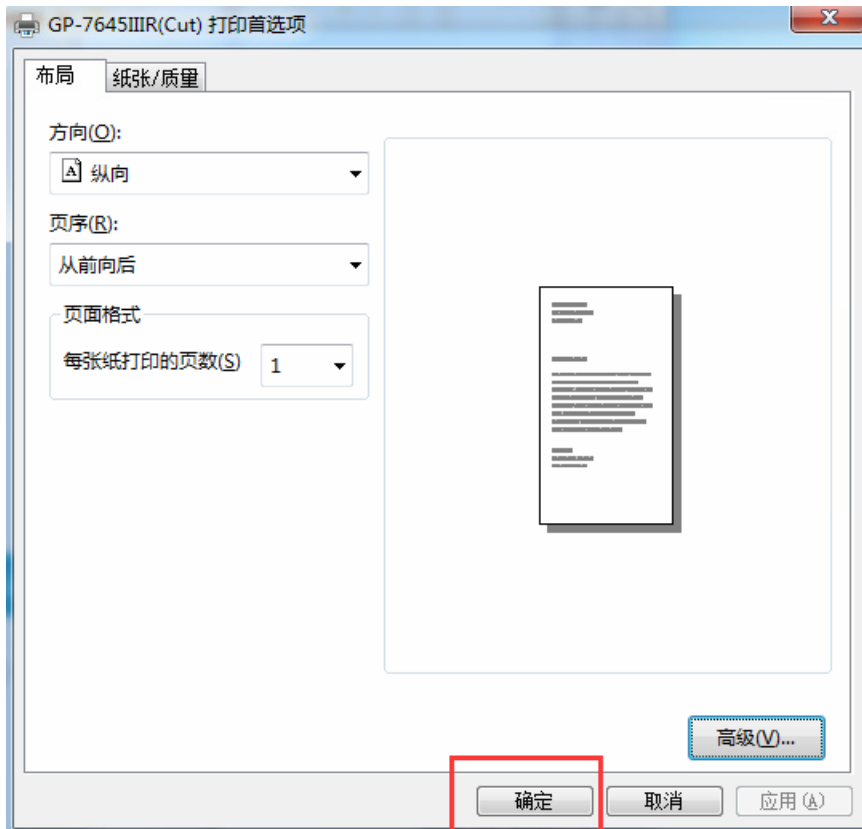 GP-7645IIIR(Cut) 打印首选项
布局
纸张/质量
方向(O):
纵向
页序(R):
从前向后
页面格式
每张纸打印的页数(S)
1
高级(V)...
确定
取消
应用(A)